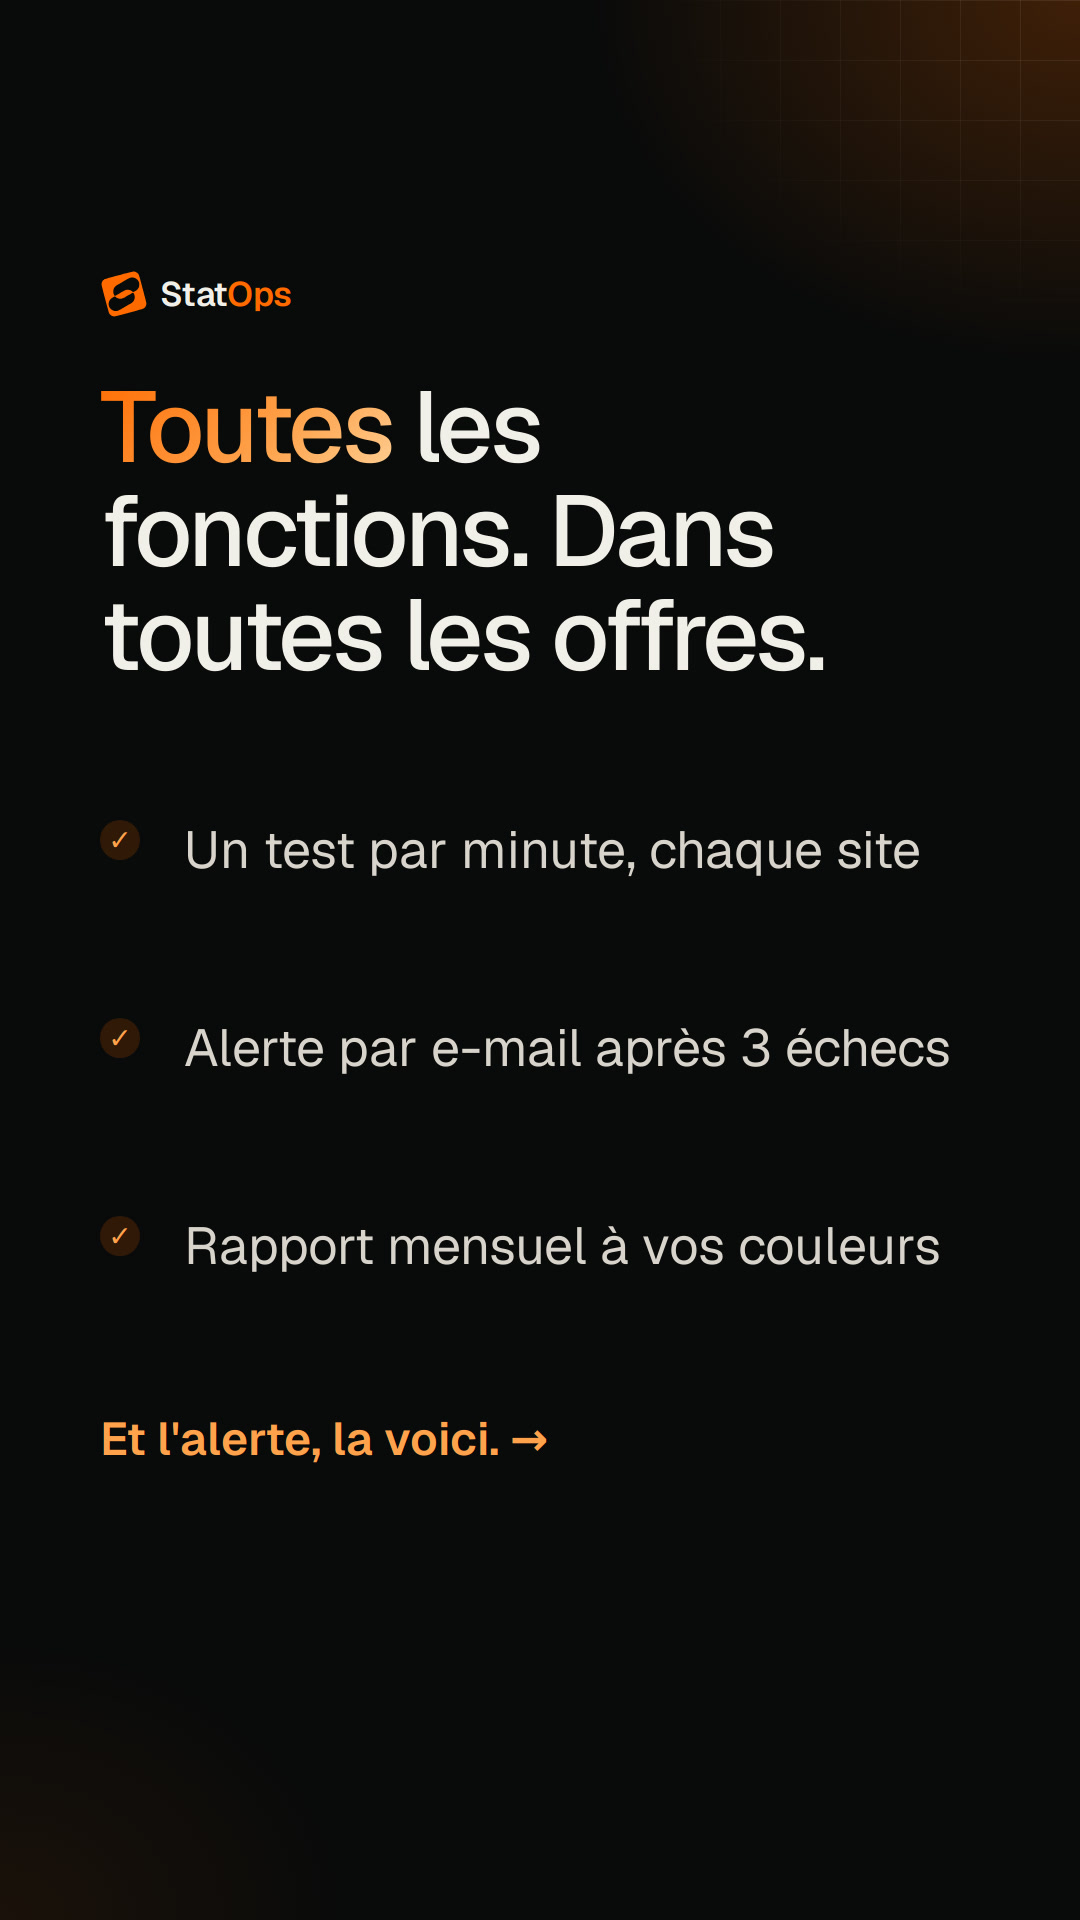 StatOps
Toutes les
fonctions. Dans
toutes les offres.
✓ Un test par minute, chaque site
✓ Alerte par e-mail après 3 échecs
✓ Rapport mensuel à vos couleurs
Et l'alerte, la voici. →